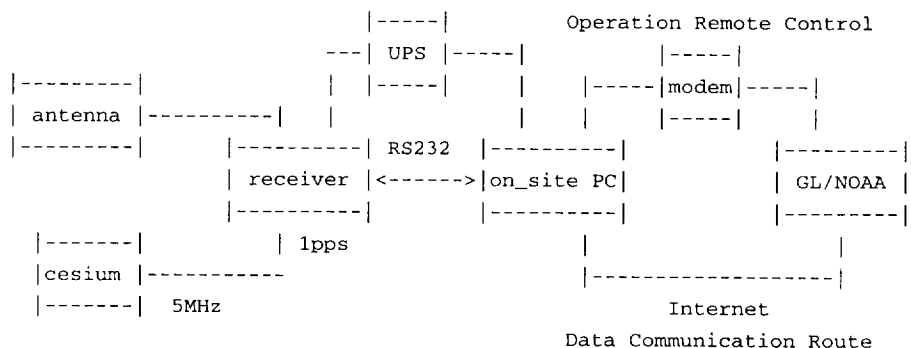 Operation Remote Control
UPS
modem
antenna
RS232
receiver
on_site PC
GL/NOAA
1pps
cesium
5MHz
Internet
Data Communication Route